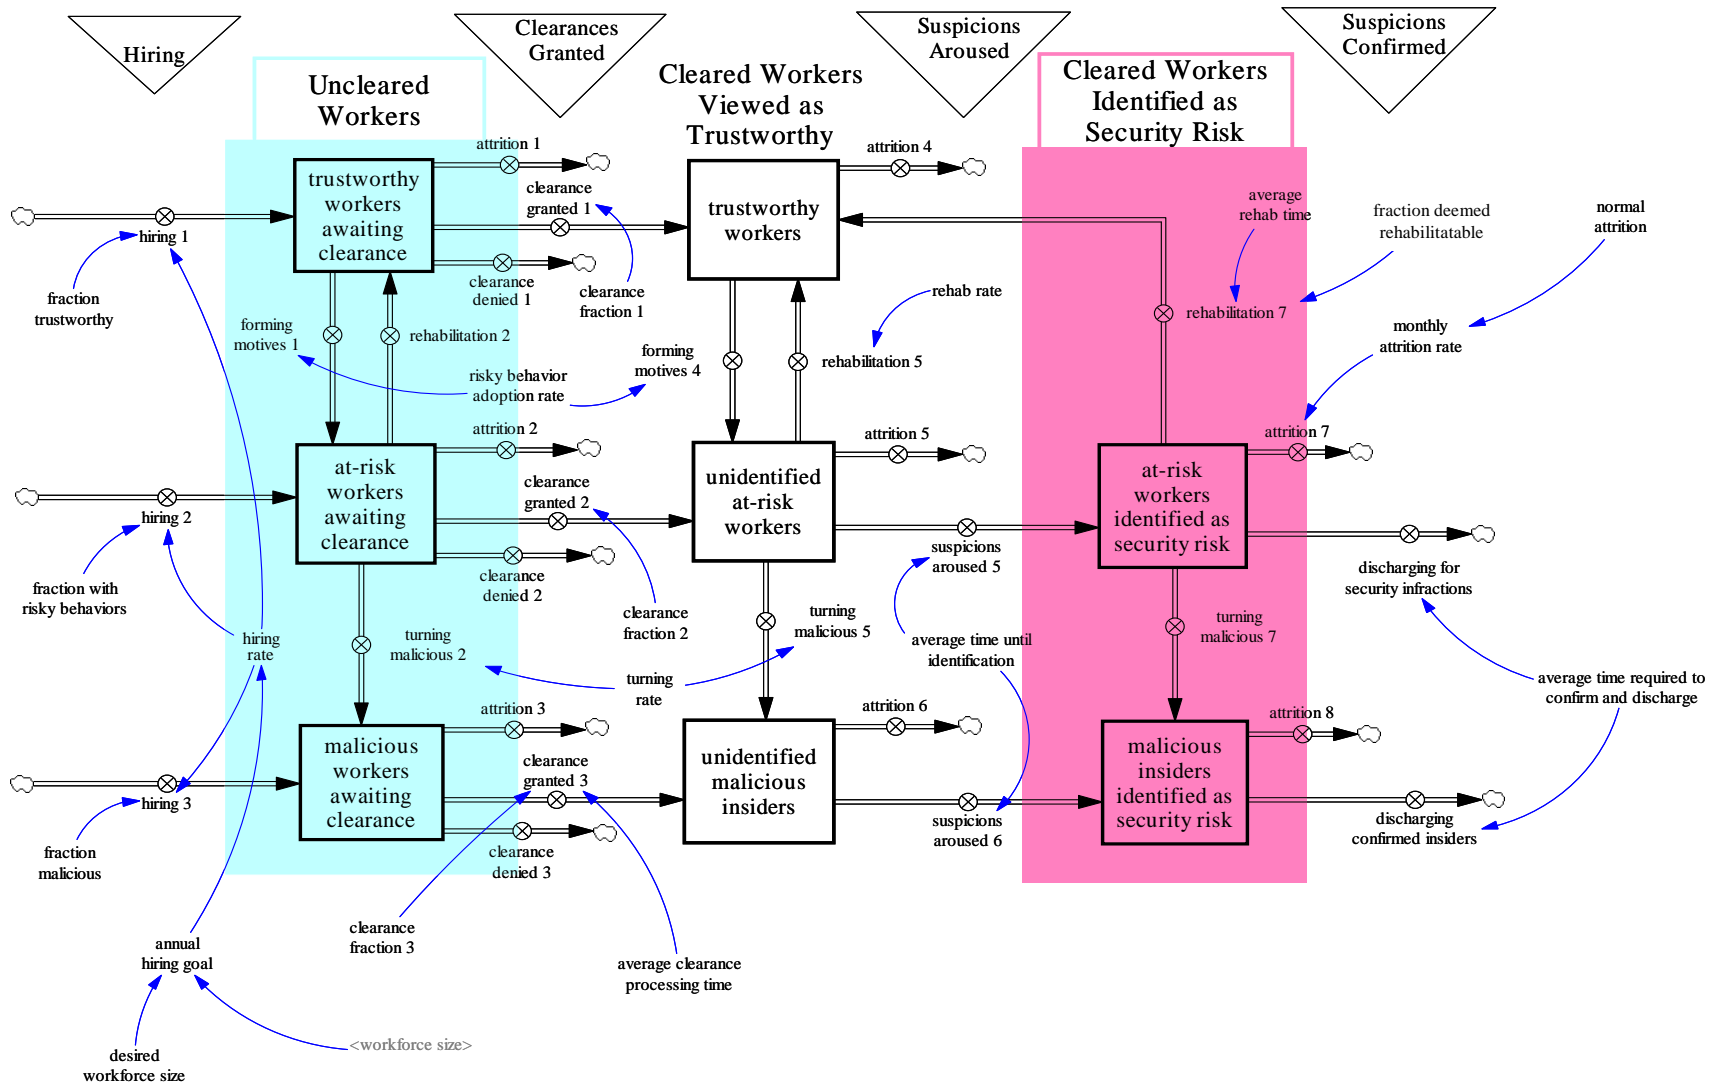 Hiring
Clearances
Granted
Suspicions
Aroused
Suspicions
Confirmed
Uncleared
Workers
Cleared Workers
Viewed as
Trustworthy
Cleared Workers
Identified as
Security Risk
attrition 1
attrition 4
trustworthy
workers
awaiting
clearance
clearance
granted 1
trustworthy
workers
average
rehab time
fraction deemed
rehabilitatable
normal
attrition
hiring 1
clearance
denied 1
clearance
fraction 1
fraction
trustworthy
rehab rate
rehabilitation 7
forming
motives 1
rehabilitation 2
forming
motives 4
rehabilitation 5
monthly
attrition rate
risky behavior
adoption rate
attrition 2
attrition 5
attrition 7
at-risk
workers
awaiting
clearance
clearance
granted 2
unidentified
at-risk
workers
at-risk
workers
identified as
security risk
hiring 2
suspicions
aroused 5
clearance
denied 2
fraction with
risky behaviors
discharging for
security infractions
clearance
fraction 2
turning
malicious 5
turning
malicious 7
hiring
rate
turning
malicious 2
average time until
identification
turning
rate
average time required to
confirm and discharge
attrition 3
attrition 6
attrition 8
malicious
workers
awaiting
clearance
clearance
granted 3
unidentified
malicious
insiders
malicious
insiders
identified as
security risk
hiring 3
suspicions
aroused 6
discharging
confirmed insiders
clearance
denied 3
fraction
malicious
clearance
fraction 3
annual
hiring goal
average clearance
processing time
<workforce size>
desired
workforce size